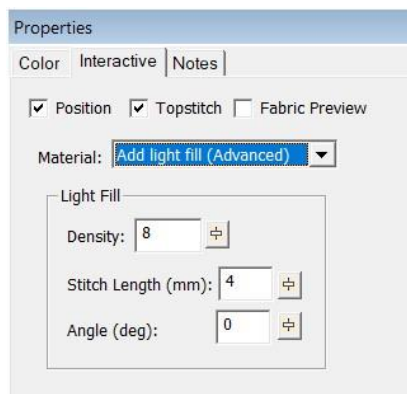 Properties
Color Interactive Notes
Position Topstitch Fabric Preview
Material: Add light fill (Advanced)
Light Fill
Density: 8
Stitch Length (mm): 4
Angle (deg): 0